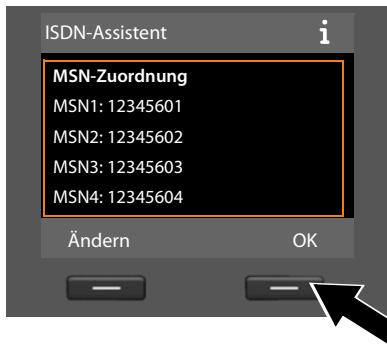 ISDN-Assistent i
MSN-Zuordnung
MSN1: 12345601
MSN2: 12345602
MSN3: 12345603
MSN4: 12345604
Ändern OK